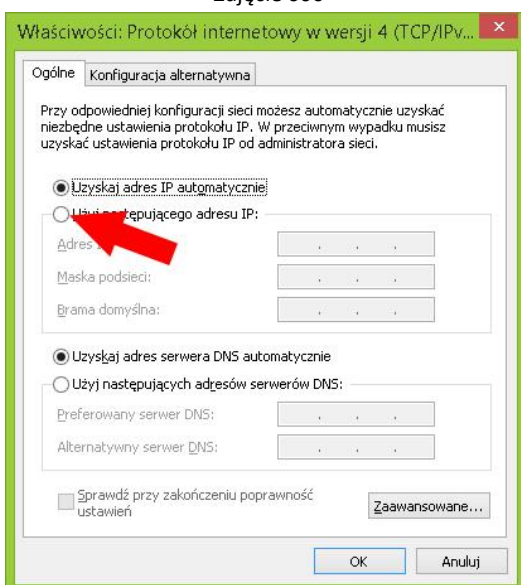 Właściwości: Protokół internetowy w wersji 4 (TCP/IPv...
Ogólne Konfiguracja alternatywna
Przy odpowiedniej konfiguracji sieci możesz automatycznie uzyskać
niezbędne ustawienia protokołu IP. W przeciwnym wypadku musisz
uzyskać ustawienia protokołu IP od administratora sieci.
Uzyskaj adres IP automatycznie
Użyj następującego adresu IP:
Adres
Maska podsieci:
Brama domyślna:
Uzyskaj adres serwera DNS automatycznie
Użyj następujących adresów serwerów DNS:
Preferowany serwer DNS:
Alternatywny serwer DNS:
Sprawdź przy zakończeniu poprawność
ustawień
Zaawansowane...
OK Anuluj